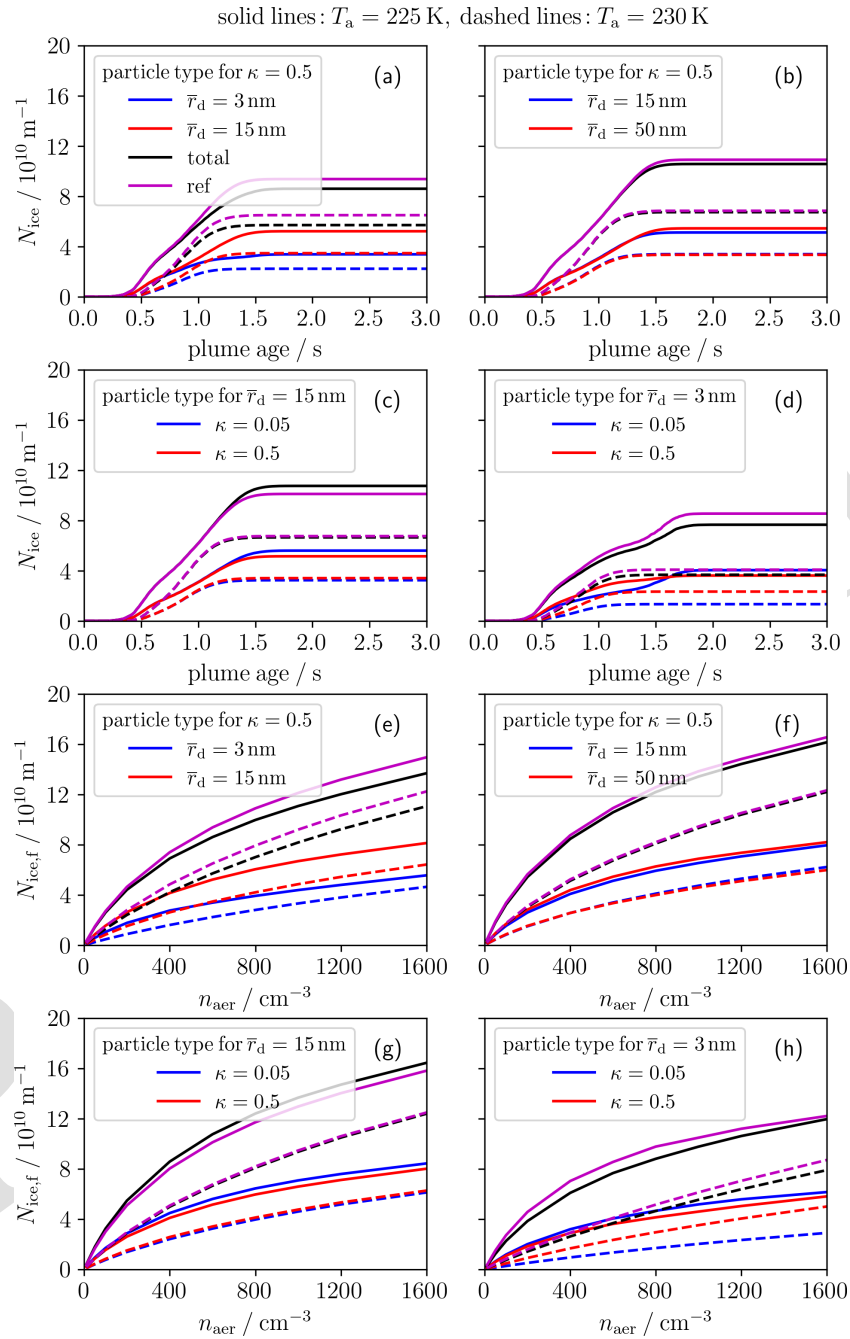 solid lines: Tₐ = 225 K, dashed lines: Tₐ = 230 K
20
16
12
8
4
0
N_ice / 10¹⁰ m⁻¹
particle type for κ = 0.5
r̄_d = 3 nm
r̄_d = 15 nm
total
ref
(a)
0.0 0.5 1.0 1.5 2.0 2.5 3.0
plume age / s
particle type for κ = 0.5
r̄_d = 15 nm
r̄_d = 50 nm
(b)
0.0 0.5 1.0 1.5 2.0 2.5 3.0
plume age / s
20
16
12
8
4
0
N_ice / 10¹⁰ m⁻¹
particle type for r̄_d = 15 nm
κ = 0.05
κ = 0.5
(c)
0.0 0.5 1.0 1.5 2.0 2.5 3.0
plume age / s
particle type for r̄_d = 3 nm
κ = 0.05
κ = 0.5
(d)
0.0 0.5 1.0 1.5 2.0 2.5 3.0
plume age / s
20
16
12
8
4
0
N_ice,f / 10¹⁰ m⁻¹
particle type for κ = 0.5
r̄_d = 3 nm
r̄_d = 15 nm
(e)
0 400 800 1200 1600
n_aer / cm⁻³
particle type for κ = 0.5
r̄_d = 15 nm
r̄_d = 50 nm
(f)
0 400 800 1200 1600
n_aer / cm⁻³
20
16
12
8
4
0
N_ice,f / 10¹⁰ m⁻¹
particle type for r̄_d = 15 nm
κ = 0.05
κ = 0.5
(g)
0 400 800 1200 1600
n_aer / cm⁻³
particle type for r̄_d = 3 nm
κ = 0.05
κ = 0.5
(h)
0 400 800 1200 1600
n_aer / cm⁻³